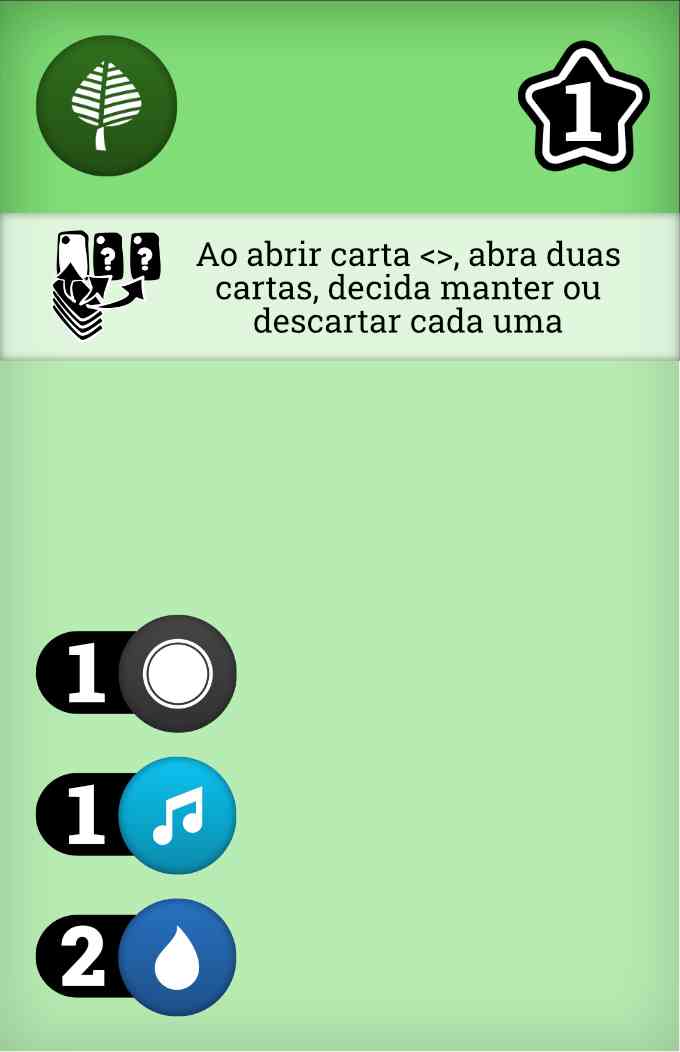 1
Ao abrir carta <>, abra duas
cartas, decida manter ou
descartar cada uma
? ?
1
1
2